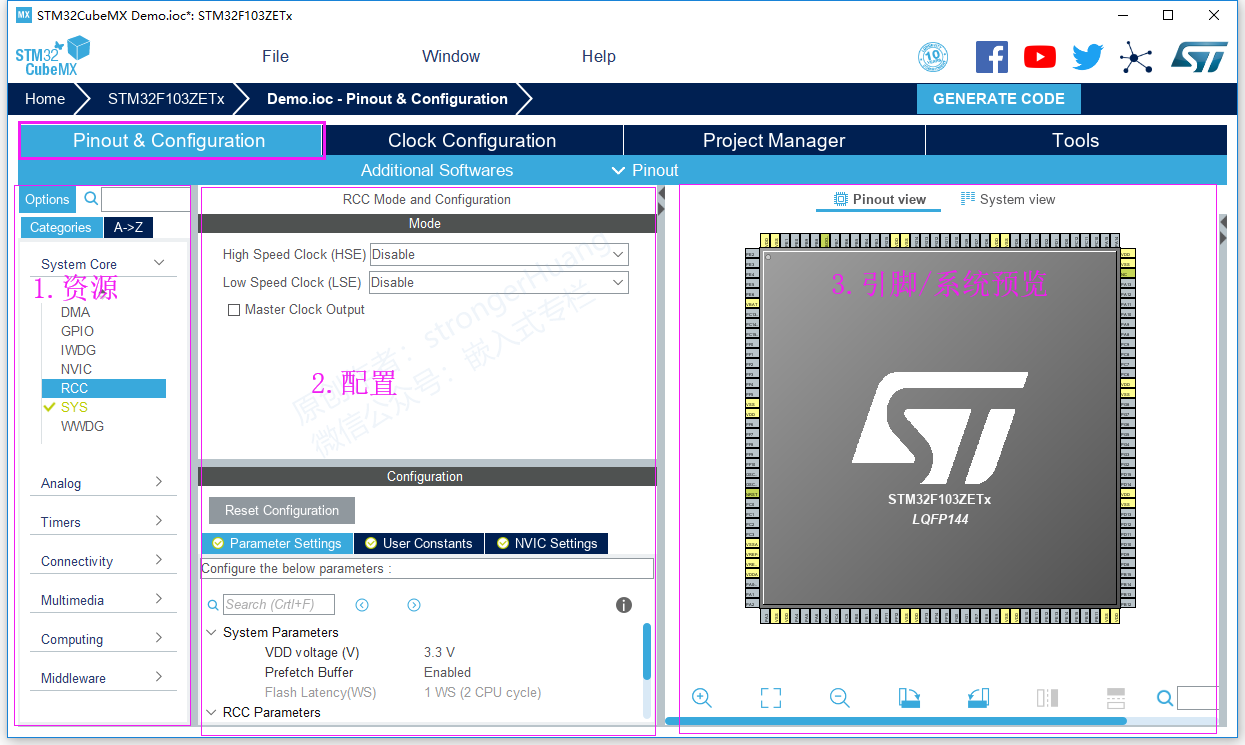 MX STM32CubeMX Demo.ioc*: STM32F103ZETx
STM32 CubeMX File Window Help 10
Home STM32F103ZETx Demo.ioc - Pinout & Configuration GENERATE CODE
Pinout & Configuration Clock Configuration Project Manager Tools
Additional Softwares Pinout
Options
Categories A->Z
System Core
1.资源
DMA
GPIO
IWDG
NVIC
RCC
SYS
WWDG
Analog
Timers
Connectivity
Multimedia
Computing
Middleware
RCC Mode and Configuration
Mode
High Speed Clock (HSE) Disable
Low Speed Clock (LSE) Disable
Master Clock Output
原创作者：strongerHuang
微信公众号：嵌入式专栏
2.配置
Configuration
Reset Configuration
Parameter Settings User Constants NVIC Settings
Configure the below parameters :
Search (Crtl+F)
System Parameters
VDD voltage (V) 3.3 V
Prefetch Buffer Enabled
Flash Latency(WS) 1 WS (2 CPU cycle)
RCC Parameters
Pinout view System view
3.引脚/系统预览
ST
STM32F103ZETx
LQFP144